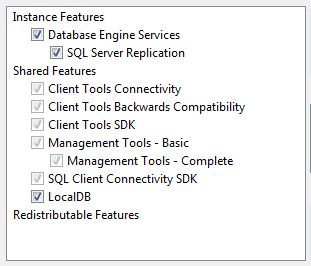 Instance Features
Database Engine Services
SQL Server Replication
Shared Features
Client Tools Connectivity
Client Tools Backwards Compatibility
Client Tools SDK
Management Tools - Basic
Management Tools - Complete
SQL Client Connectivity SDK
LocalDB
Redistributable Features